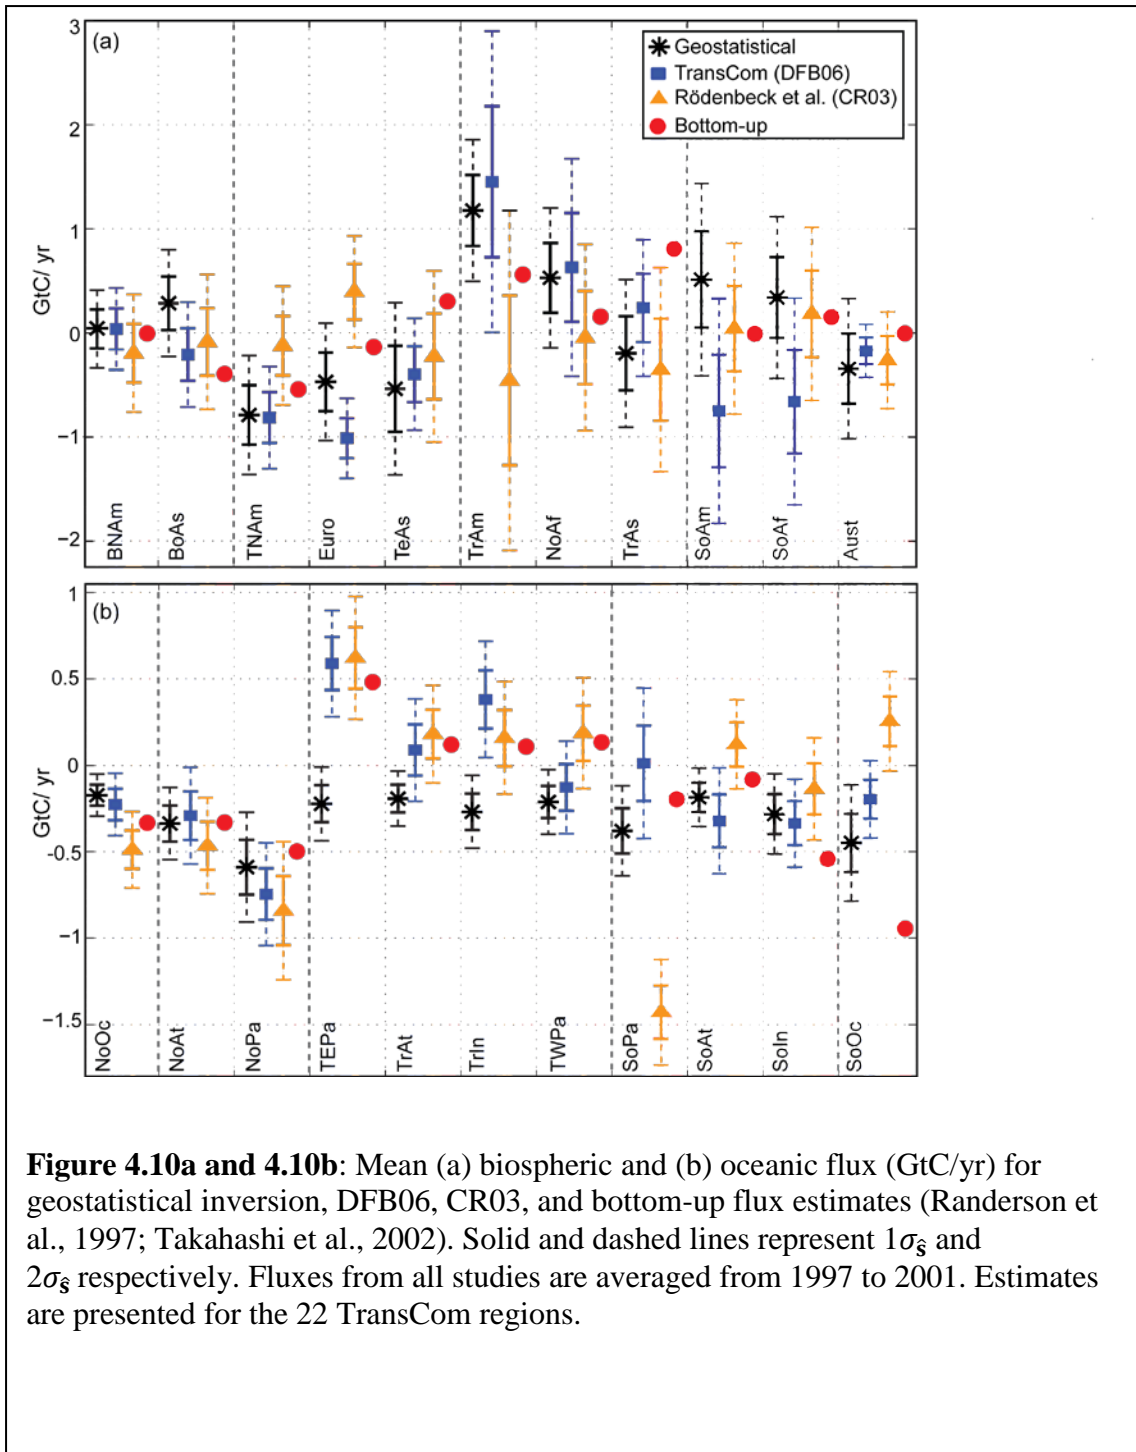 3
(a)
Geostatistical
TransCom (DFB06)
Rödenbeck et al. (CR03)
Bottom-up
2
1
GtC/ yr
0
−1
−2
BNAm
BoAs
TNAm
Euro
TeAs
TrAm
NoAf
TrAs
SoAm
SoAf
Aust
1
(b)
0.5
0
GtC/ yr
-0.5
−1
−1.5
NoOc
NoAt
NoPa
TEPa
TrAt
TrIn
TWPa
SoPa
SoAt
SoIn
SoOc
Figure 4.10a and 4.10b: Mean (a) biospheric and (b) oceanic flux (GtC/yr) for
geostatistical inversion, DFB06, CR03, and bottom-up flux estimates (Randerson et
al., 1997; Takahashi et al., 2002). Solid and dashed lines represent 1σŝ and
2σŝ respectively. Fluxes from all studies are averaged from 1997 to 2001. Estimates
are presented for the 22 TransCom regions.